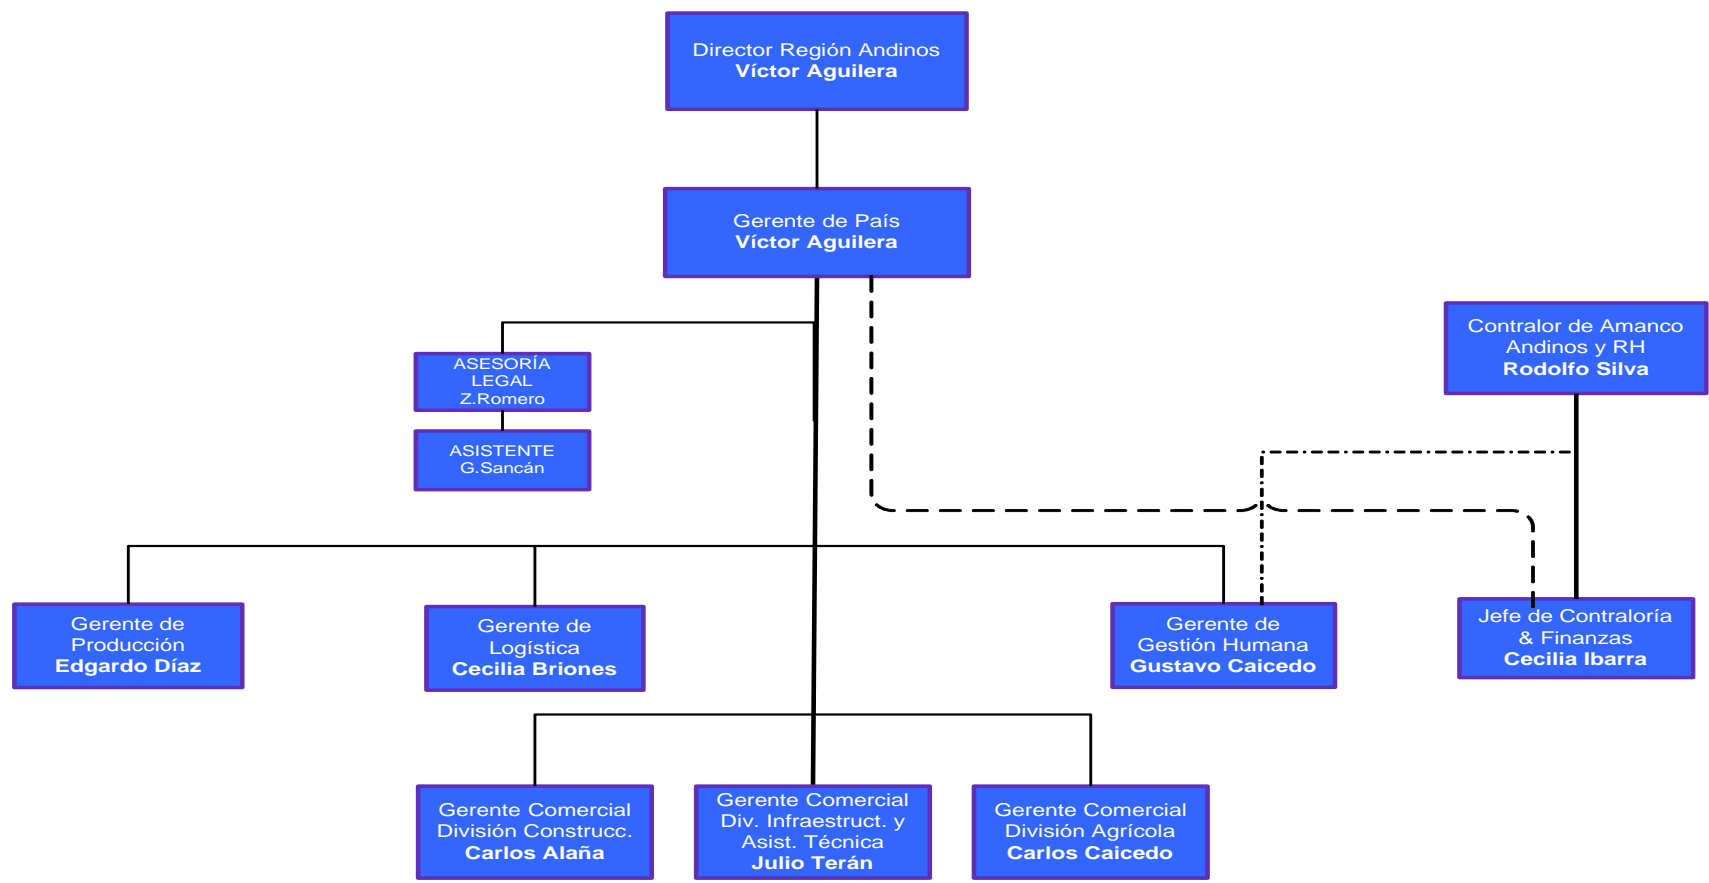 Director Región Andinos
Víctor Aguilera
Gerente de País
Víctor Aguilera
Contralor de Amanco
Andinos y RH
Rodolfo Silva
ASESORÍA
LEGAL
Z.Romero
ASISTENTE
G.Sancán
Gerente de
Producción
Edgardo Díaz
Gerente de
Logística
Cecilia Briones
Gerente de
Gestión Humana
Gustavo Caicedo
Jefe de Contraloría
& Finanzas
Cecilia Ibarra
Gerente Comercial
División Construcc.
Carlos Alaña
Gerente Comercial
Div. Infraestruct. y
Asist. Técnica
Julio Terán
Gerente Comercial
División Agrícola
Carlos Caicedo